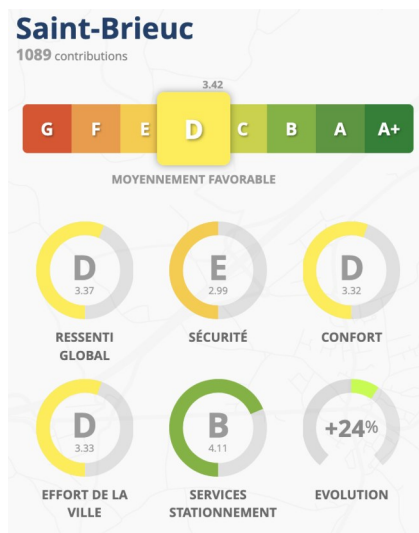 Saint-Brieuc
1089 contributions
3.42
G F E D C B A A+
MOYENNEMENT FAVORABLE
D
3.37
RESSENTI
GLOBAL
E
2.99
SÉCURITÉ
D
3.32
CONFORT
D
3.33
EFFORT DE LA
VILLE
B
4.11
SERVICES
STATIONNEMENT
+24%
EVOLUTION